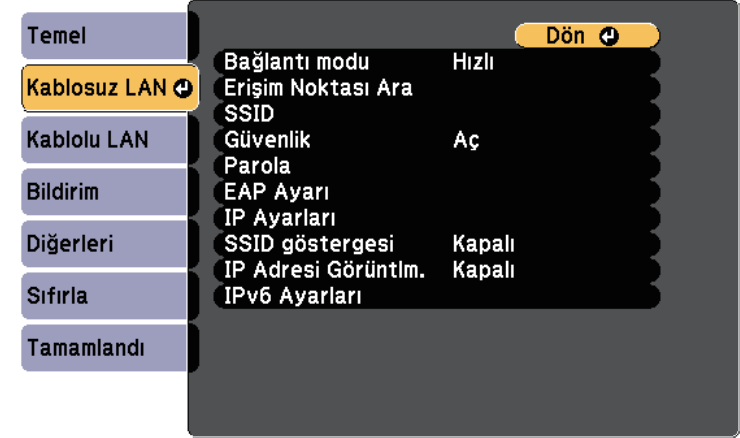 Temel
Kablosuz LAN
Kablolu LAN
Bildirim
Diğerleri
Sıfırla
Tamamlandı
Dön
Bağlantı modu Hızlı
Erişim Noktası Ara
SSID
Güvenlik Aç
Parola
EAP Ayarı
IP Ayarları
SSID göstergesi Kapalı
IP Adresi Görüntlm. Kapalı
IPv6 Ayarları